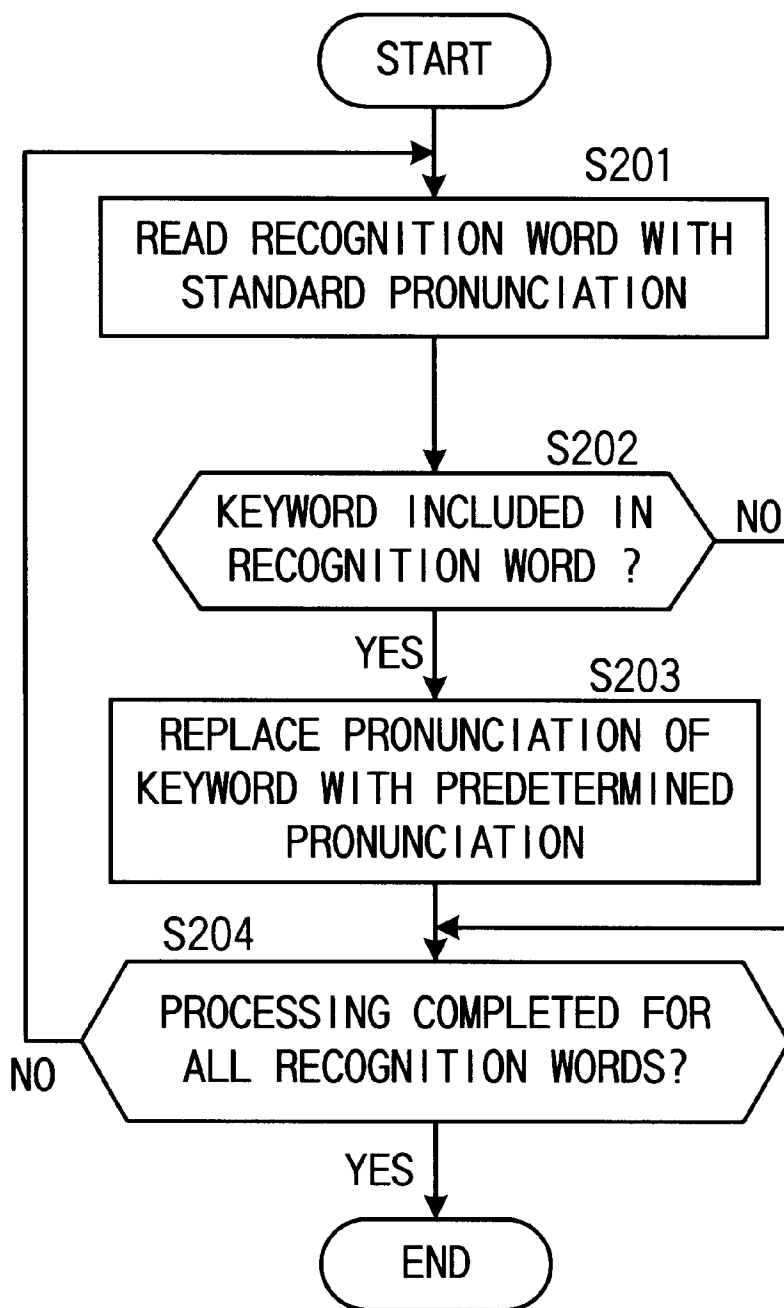 START
S201
READ RECOGNITION WORD WITH
STANDARD PRONUNCIATION
S202
KEYWORD INCLUDED IN
RECOGNITION WORD ?
NO
YES
S203
REPLACE PRONUNCIATION OF
KEYWORD WITH PREDETERMINED
PRONUNCIATION
S204
PROCESSING COMPLETED FOR
ALL RECOGNITION WORDS?
NO
YES
END